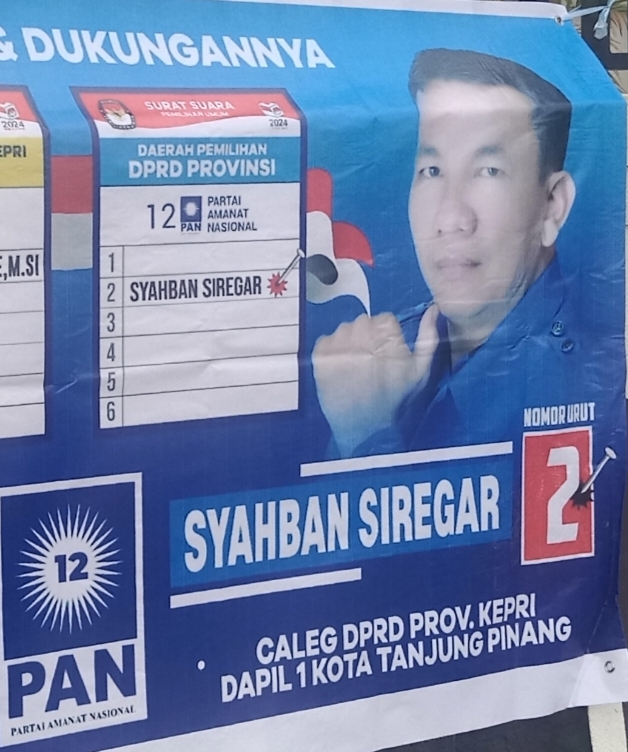 & DUKUNGANNYA
2024
EPRI
E,M.SI
SURAT SUARA
PEMILIHAN UMUM
2024
DAERAH PEMILIHAN
DPRD PROVINSI
12 PAN PARTAI
AMANAT
NASIONAL
1
2 SYAHBAN SIREGAR
3
4
5
6
NOMOR URUT
2
SYAHBAN SIREGAR
12
PAN
PARTAI AMANAT NASIONAL
CALEG DPRD PROV. KEPRI
DAPIL 1 KOTA TANJUNG PINANG